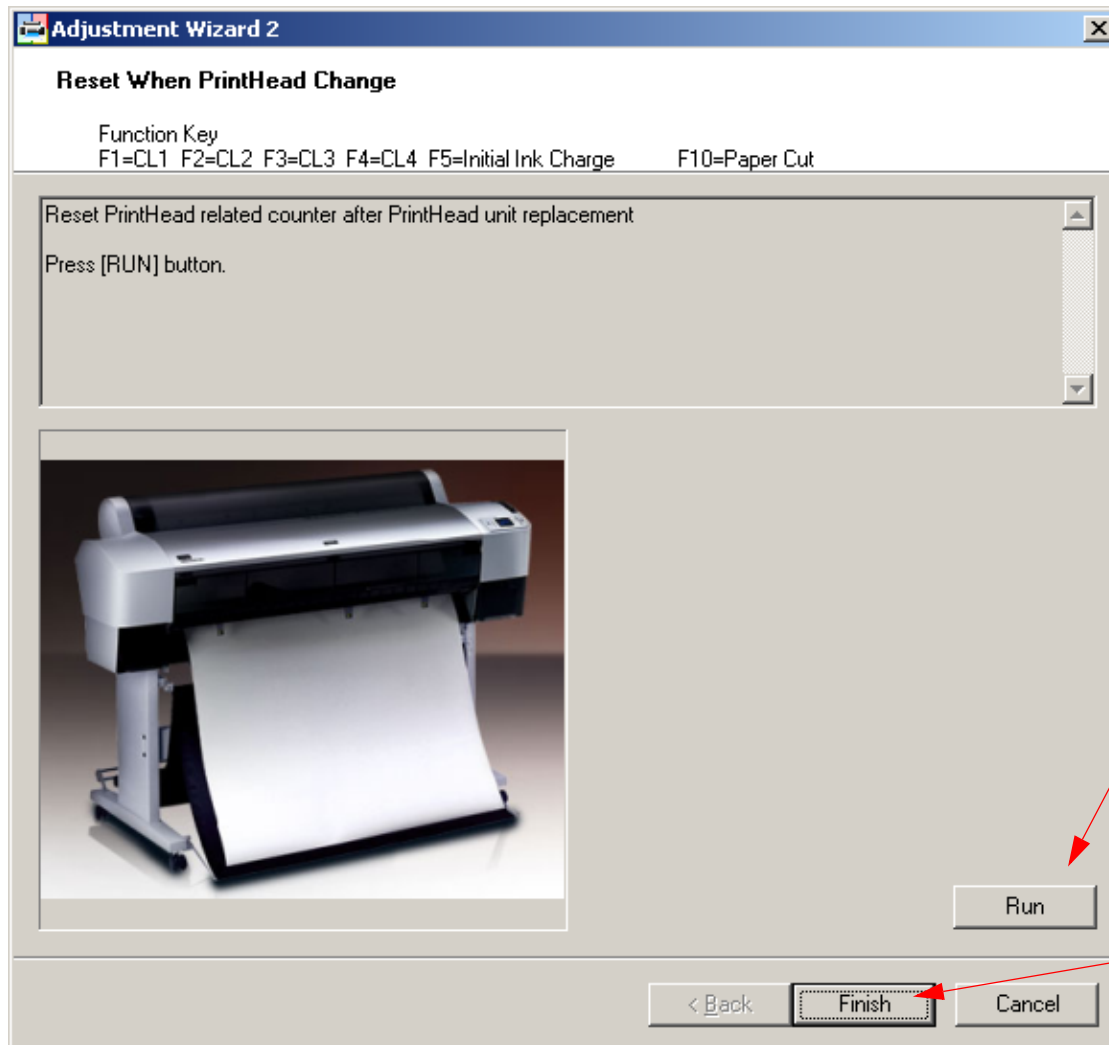 Adjustment Wizard 2
Reset When PrintHead Change
Function Key
F1=CL1 F2=CL2 F3=CL3 F4=CL4 F5=Initial Ink Charge F10=Paper Cut
Reset PrintHead related counter after PrintHead unit replacement
Press [RUN] button.
Run
< Back Finish Cancel